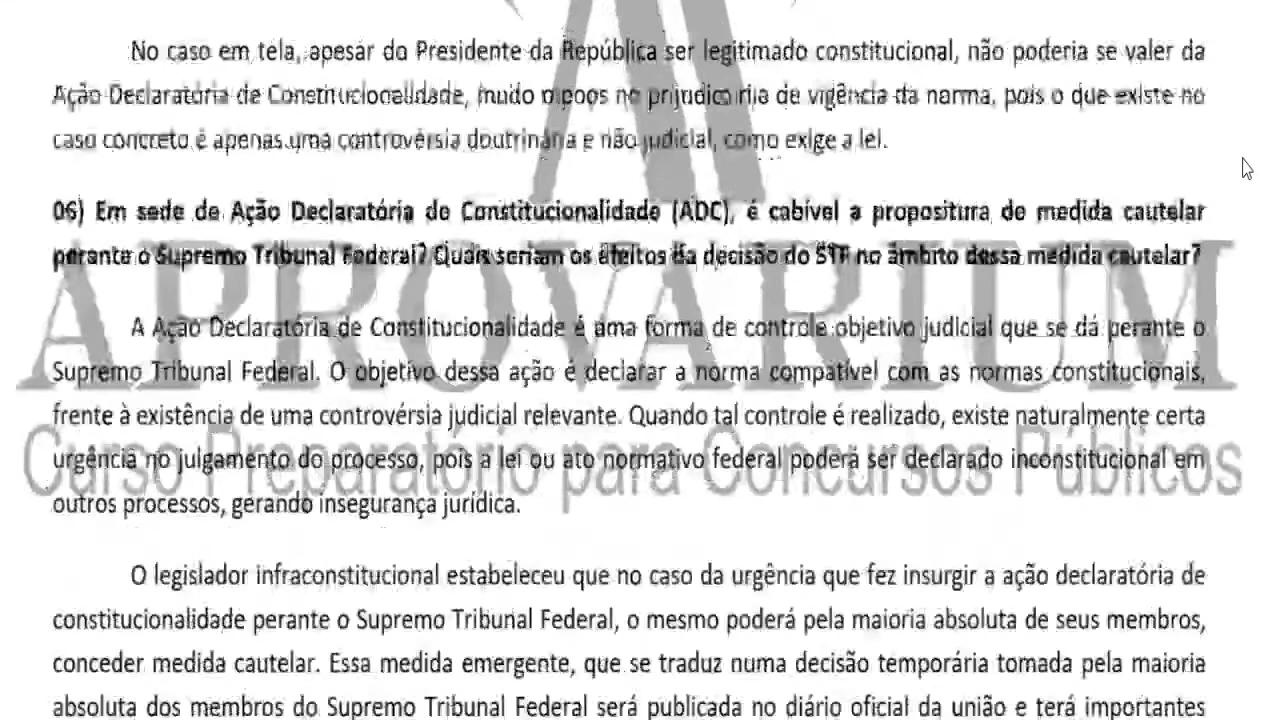 No caso em tela, apesar do Presidente da República ser legitimado constitucional, não poderia se valer da
Ação Declaratória de no de vigência da norma, pois o que existe no
caso concreto é apenas uma controvérsia doutrinária e não judicial, como exige a lei.
06) Em sede de Ação Declaratória de Constitucionalidade (ADC), é cabível a propositura de medida cautelar
perante o Supremo Tribunal Federal? Quais seriam os efeitos da decisão do STF no âmbito dessa medida cautelar?
APROVARIUM
A Ação Declaratória de Constitucionalidade é uma forma de controle objetivo judicial que se dá perante o
Supremo Tribunal Federal. O objetivo dessa ação é declarar a norma compatível com as normas constitucionais,
frente à existência de uma controvérsia judicial relevante. Quando tal controle é realizado, existe naturalmente certa
Curso Preparatório para Concursos Públicos
urgência no julgamento do processo, pois a lei ou ato normativo federal poderá ser declarado inconstitucional em
outros processos, gerando insegurança jurídica.
O legislador infraconstitucional estabeleceu que no caso da urgência que fez insurgir a ação declaratória de
constitucionalidade perante o Supremo Tribunal Federal, o mesmo poderá pela maioria absoluta de seus membros,
conceder medida cautelar. Essa medida emergente, que se traduz numa decisão temporária tomada pela maioria
absoluta dos membros do Supremo Tribunal Federal será publicada no diário oficial da união e terá importantes